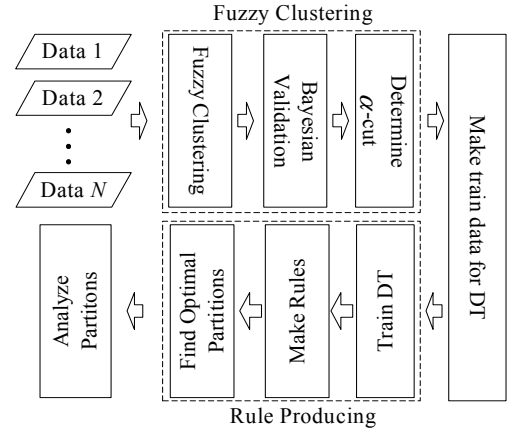 Fuzzy Clustering
Data 1
Data 2
Data N
Fuzzy Clustering
Bayesian
Validation
Determine
α-cut
Make train data for DT
Train DT
Make Rules
Find Optimal
Partitions
Analyze
Partitons
Rule Producing